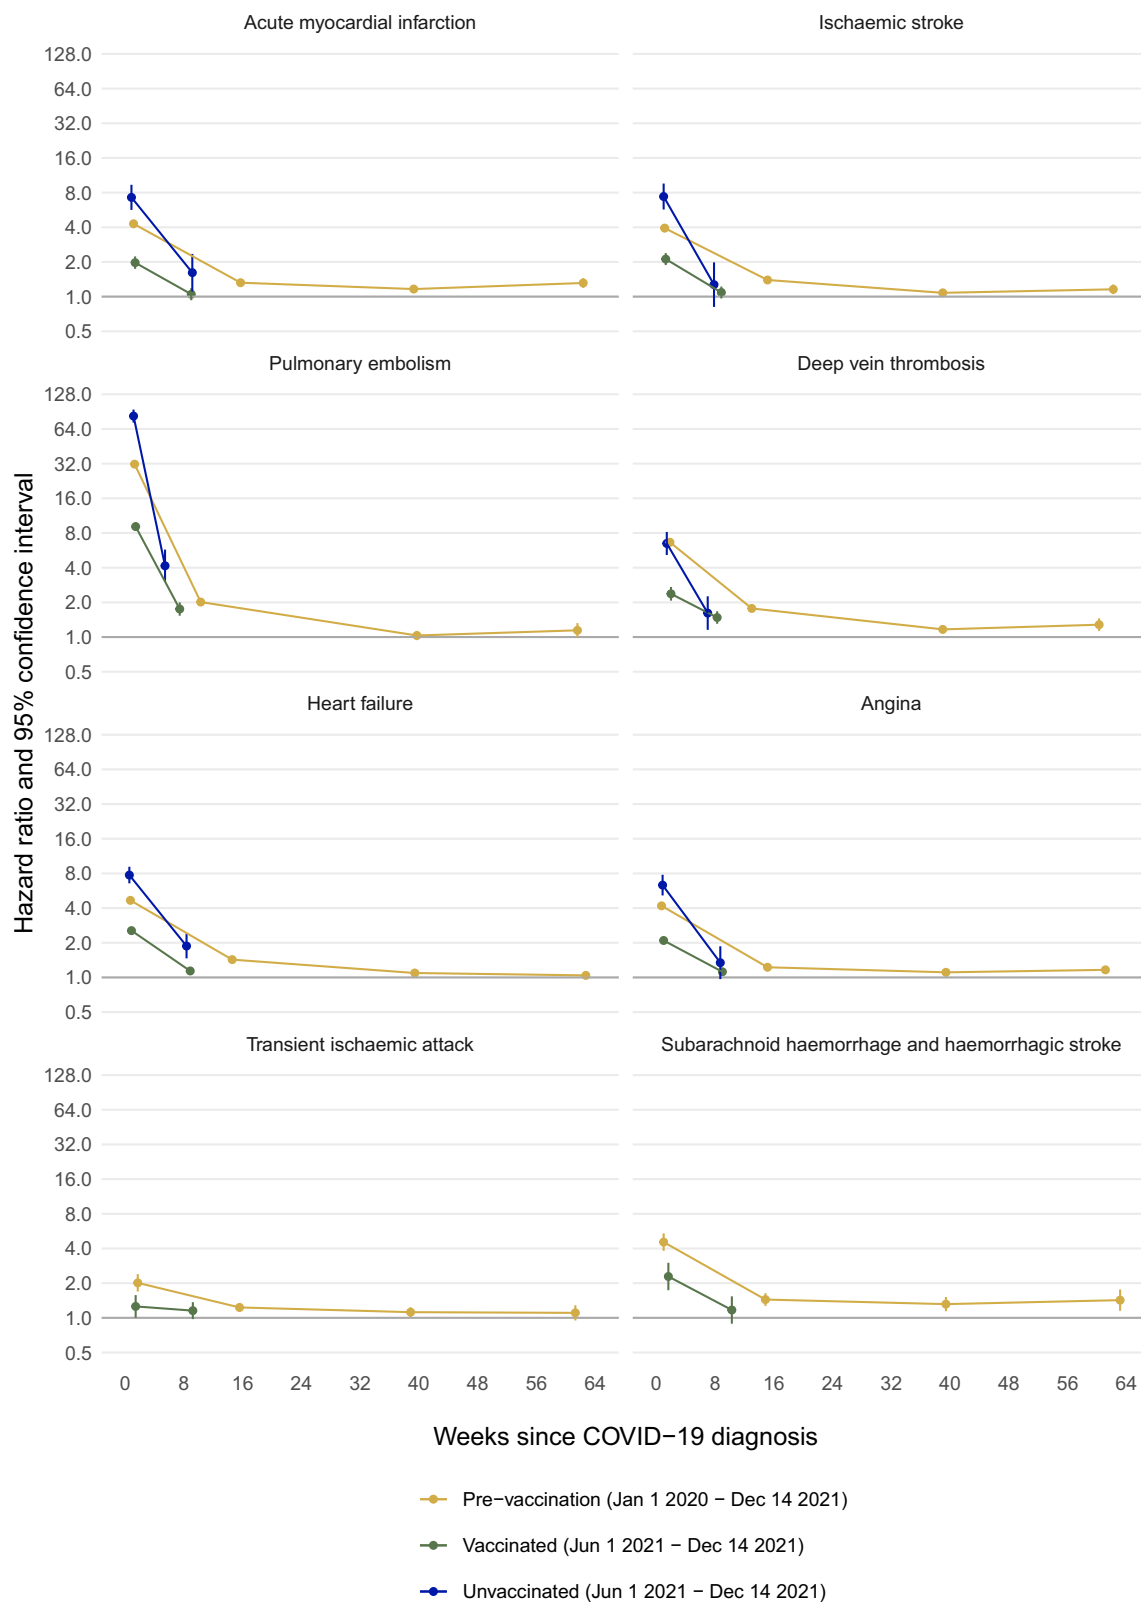 Acute myocardial infarction
Ischaemic stroke
128.0
64.0
32.0
16.0
8.0
4.0
2.0
1.0
0.5
Pulmonary embolism
Deep vein thrombosis
128.0
64.0
32.0
16.0
8.0
4.0
2.0
1.0
0.5
Hazard ratio and 95% confidence interval
Heart failure
Angina
128.0
64.0
32.0
16.0
8.0
4.0
2.0
1.0
0.5
Transient ischaemic attack
Subarachnoid haemorrhage and haemorrhagic stroke
128.0
64.0
32.0
16.0
8.0
4.0
2.0
1.0
0.5
0 8 16 24 32 40 48 56 64
0 8 16 24 32 40 48 56 64
Weeks since COVID−19 diagnosis
Pre−vaccination (Jan 1 2020 − Dec 14 2021)
Vaccinated (Jun 1 2021 − Dec 14 2021)
Unvaccinated (Jun 1 2021 − Dec 14 2021)